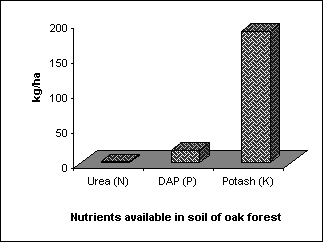 200
150
100
50
0
kg/ha
Urea (N) DAP (P) Potash (K)
Nutrients available in soil of oak forest